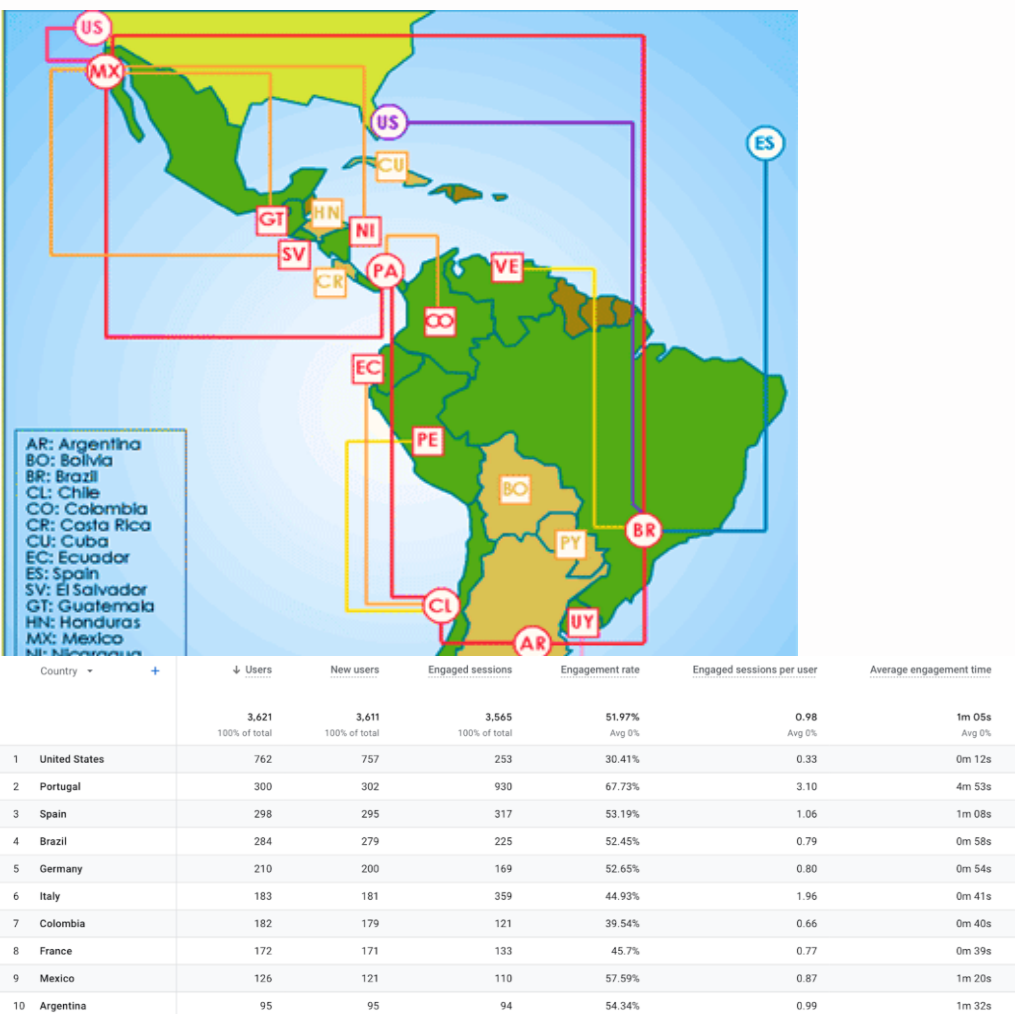 US
MX
US
ES
CU
GT
HN
NI
SV
PA
VE
CR
CO
EC
PE
BO
BR
PY
CL
UY
AR
AR: Argentina
BO: Bolivia
BR: Brazil
CL: Chile
CO: Colombia
CR: Costa Rica
CU: Cuba
EC: Ecuador
ES: Spain
SV: El Salvador
GT: Guatemala
HN: Honduras
MX: Mexico
NI: Nicaragua
Country Users New users Engaged sessions Engagement rate Engaged sessions per user Average engagement time
3,621 3,611 3,565 51.97% 0.98 1m 05s
100% of total 100% of total 100% of total Avg 0% Avg 0% Avg 0%
1 United States 762 757 253 30.41% 0.33 0m 12s
2 Portugal 300 302 930 67.73% 3.10 4m 53s
3 Spain 298 295 317 53.19% 1.06 1m 08s
4 Brazil 284 279 225 52.45% 0.79 0m 58s
5 Germany 210 200 169 52.65% 0.80 0m 54s
6 Italy 183 181 359 44.93% 1.96 0m 41s
7 Colombia 182 179 121 39.54% 0.66 0m 40s
8 France 172 171 133 45.7% 0.77 0m 39s
9 Mexico 126 121 110 57.59% 0.87 1m 20s
10 Argentina 95 95 94 54.34% 0.99 1m 32s